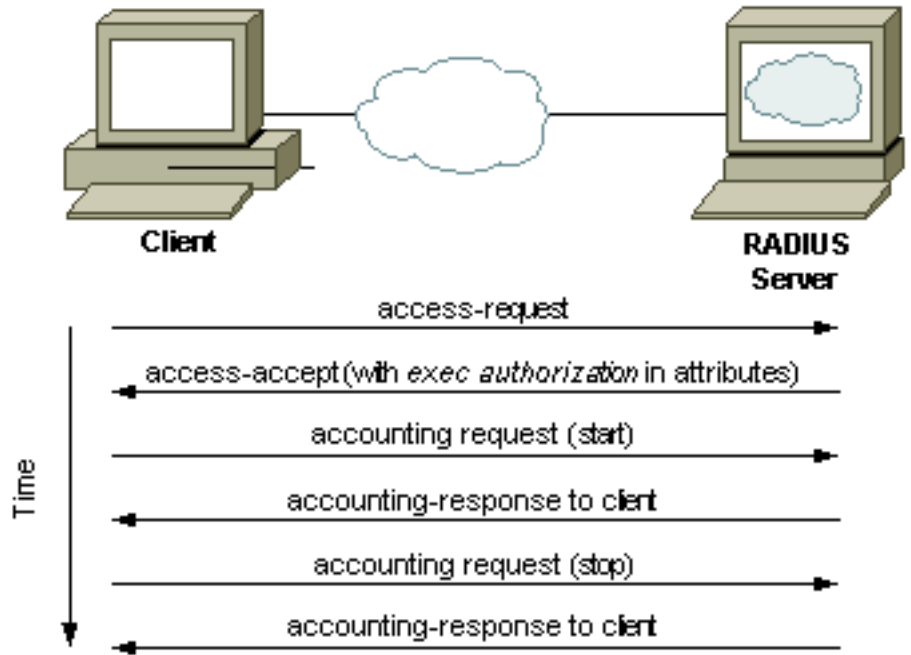 Client
RADIUS
Server
access-request
access-accept (with exec authorization in attributes)
accounting request (start)
accounting-response to client
accounting request (stop)
accounting-response to client
Time